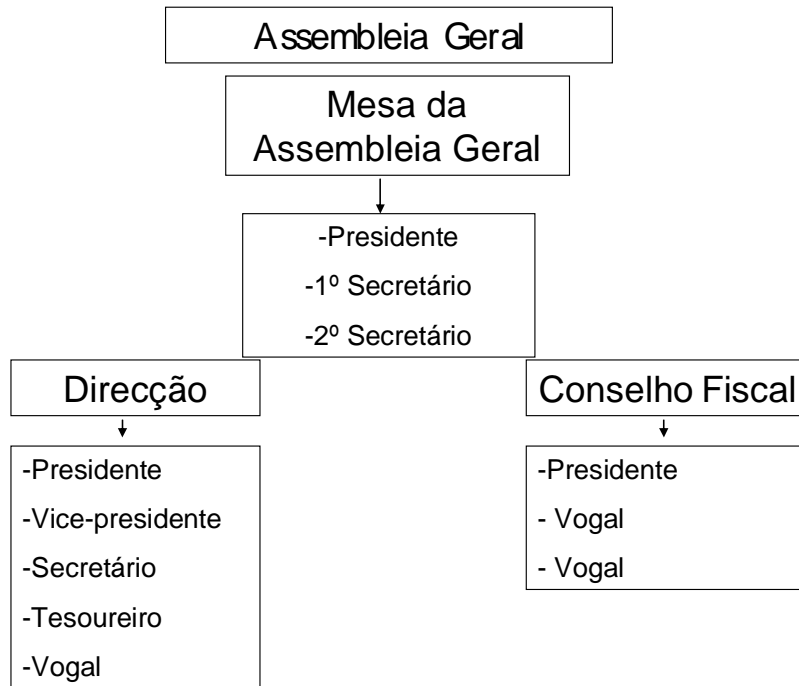 Assembleia Geral
Mesa da
Assembleia Geral
-Presidente
-1º Secretário
-2º Secretário
Direcção
-Presidente
-Vice-presidente
-Secretário
-Tesoureiro
-Vogal
Conselho Fiscal
-Presidente
- Vogal
- Vogal